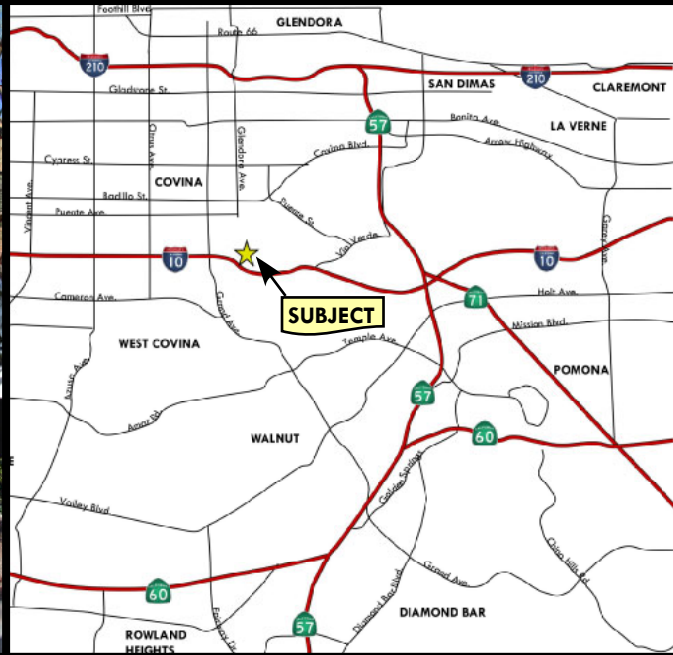 Foothill Blvd.
GLENDORA
Route 66
210
SAN DIMAS
210
CLAREMONT
Gladstone St.
57
Bonita Ave.
LA VERNE
Citrus Ave.
Glendora Ave.
Covina Blvd.
Arrow Highway
Cypress St.
COVINA
Vincent Ave.
Badillo St.
Puente Ave.
Puente St.
Via Verde
Garey Ave.
10
10
Cameron Ave.
Grand Ave.
SUBJECT
71
Holt Ave.
Mission Blvd.
WEST COVINA
Temple Ave.
POMONA
Azusa Ave.
57
Amar Rd.
WALNUT
60
Golden Springs
Valley Blvd.
Chino Hills Rd
Grand Ave.
60
Diamond Bar Blvd.
DIAMOND BAR
57
ROWLAND
HEIGHTS